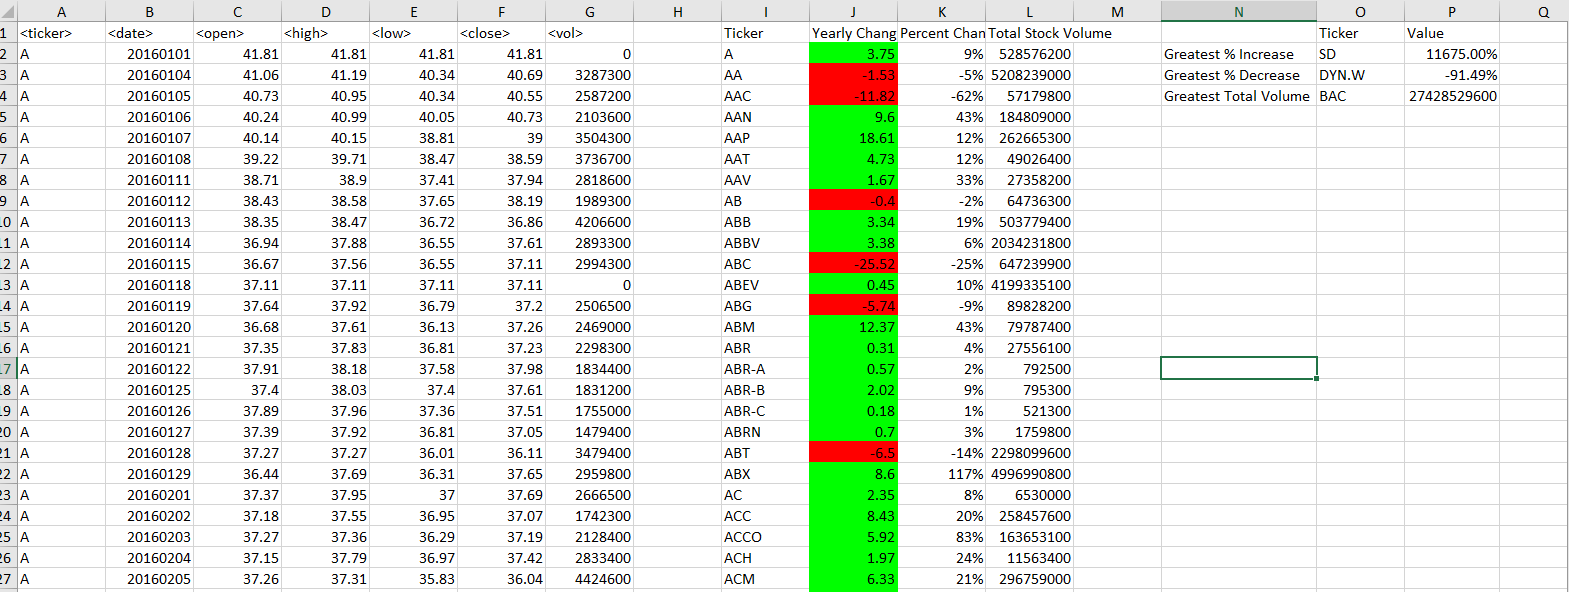 A B C D E F G H I J K L M N O P Q
1 <ticker> <date> <open> <high> <low> <close> <vol> Ticker Yearly Chang Percent Chan Total Stock Volume Ticker Value
2 A 20160101 41.81 41.81 41.81 41.81 0 A 3.75 9% 528576200 Greatest % Increase SD 11675.00%
3 A 20160104 41.06 41.19 40.34 40.69 3287300 AA -1.53 -5% 5208239000 Greatest % Decrease DYN.W -91.49%
4 A 20160105 40.73 40.95 40.34 40.55 2587200 AAC -11.82 -62% 57179800 Greatest Total Volume BAC 27428529600
5 A 20160106 40.24 40.99 40.05 40.73 2103600 AAN 9.6 43% 184809000
6 A 20160107 40.14 40.15 38.81 39 3504300 AAP 18.61 12% 262665300
7 A 20160108 39.22 39.71 38.47 38.59 3736700 AAT 4.73 12% 49026400
8 A 20160111 38.71 38.9 37.41 37.94 2818600 AAV 1.67 33% 27358200
9 A 20160112 38.43 38.58 37.65 38.19 1989300 AB -0.4 -2% 64736300
10 A 20160113 38.35 38.47 36.72 36.86 4206600 ABB 3.34 19% 503779400
11 A 20160114 36.94 37.88 36.55 37.61 2893300 ABBV 3.38 6% 2034231800
12 A 20160115 36.67 37.56 36.55 37.11 2994300 ABC -25.52 -25% 647239900
13 A 20160118 37.11 37.11 37.11 37.11 0 ABEV 0.45 10% 4199335100
14 A 20160119 37.64 37.92 36.79 37.2 2506500 ABG -5.74 -9% 89828200
15 A 20160120 36.68 37.61 36.13 37.26 2469000 ABM 12.37 43% 79787400
16 A 20160121 37.35 37.83 36.81 37.23 2298300 ABR 0.31 4% 27556100
17 A 20160122 37.91 38.18 37.58 37.98 1834400 ABR-A 0.57 2% 792500
18 A 20160125 37.4 38.03 37.4 37.61 1831200 ABR-B 2.02 9% 795300
19 A 20160126 37.89 37.96 37.36 37.51 1755000 ABR-C 0.18 1% 521300
20 A 20160127 37.39 37.92 36.81 37.05 1479400 ABRN 0.7 3% 1759800
21 A 20160128 37.27 37.27 36.01 36.11 3479400 ABT -6.5 -14% 2298099600
22 A 20160129 36.44 37.69 36.31 37.65 2959800 ABX 8.6 117% 4996990800
23 A 20160201 37.37 37.95 37 37.69 2666500 AC 2.35 8% 6530000
24 A 20160202 37.18 37.55 36.95 37.07 1742300 ACC 8.43 20% 258457600
25 A 20160203 37.27 37.36 36.29 37.19 2128400 ACCO 5.92 83% 163653100
26 A 20160204 37.15 37.79 36.97 37.42 2833400 ACH 1.97 24% 11563400
27 A 20160205 37.26 37.31 35.83 36.04 4424600 ACM 6.33 21% 296759000